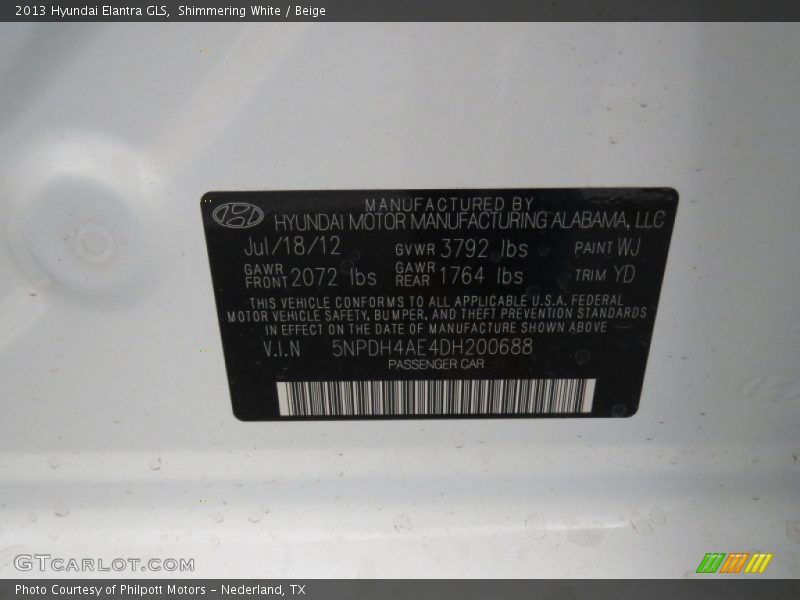 2013 Hyundai Elantra GLS, Shimmering White / Beige
MANUFACTURED BY
HYUNDAI MOTOR MANUFACTURING ALABAMA, LLC
Jul/18/12 GVWR 3792 lbs PAINT WJ
GAWR FRONT 2072 lbs GAWR REAR 1764 lbs TRIM YD
THIS VEHICLE CONFORMS TO ALL APPLICABLE U.S.A. FEDERAL
MOTOR VEHICLE SAFETY, BUMPER, AND THEFT PREVENTION STANDARDS
IN EFFECT ON THE DATE OF MANUFACTURE SHOWN ABOVE
V.I.N 5NPDH4AE4DH200688
PASSENGER CAR
GTCARLOT.COM
Photo Courtesy of Philpott Motors - Nederland, TX